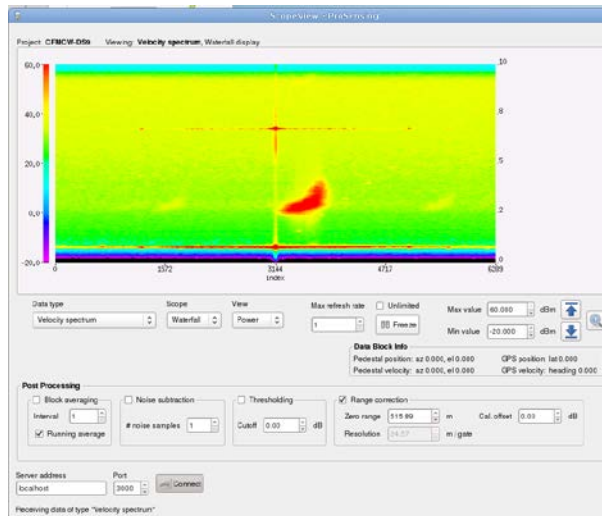 ScopeView - ProSensing
Project: CFMCW-DS9 Viewing: Velocity spectrum, Waterfall display
60.0
40.0
20.0
0.0
-20.0
10
8
5
.2
0
0 1572 3144 4717 6289
Index
Data type Scope View Max refresh rate Unlimited Max value 60.000 dBm
Velocity spectrum Waterfall Power 1 Freeze Min value -20.000 dBm
Data Block Info
Pedestal position: az 0.000, el 0.000 GPS position: lat 0.000
Pedestal velocity: az 0.000, el 0.000 GPS velocity: heading 0.000
Post Processing
Block averaging Noise subtraction Thresholding Range correction
Interval 1 # noise samples 1 Cutoff 0.00 dB Zero range 515.89 m Cal. offset 0.00 dB
Running average Resolution m/gate
Server address Port
localhost 3000 Connect
Receiving data of type "Velocity spectrum"